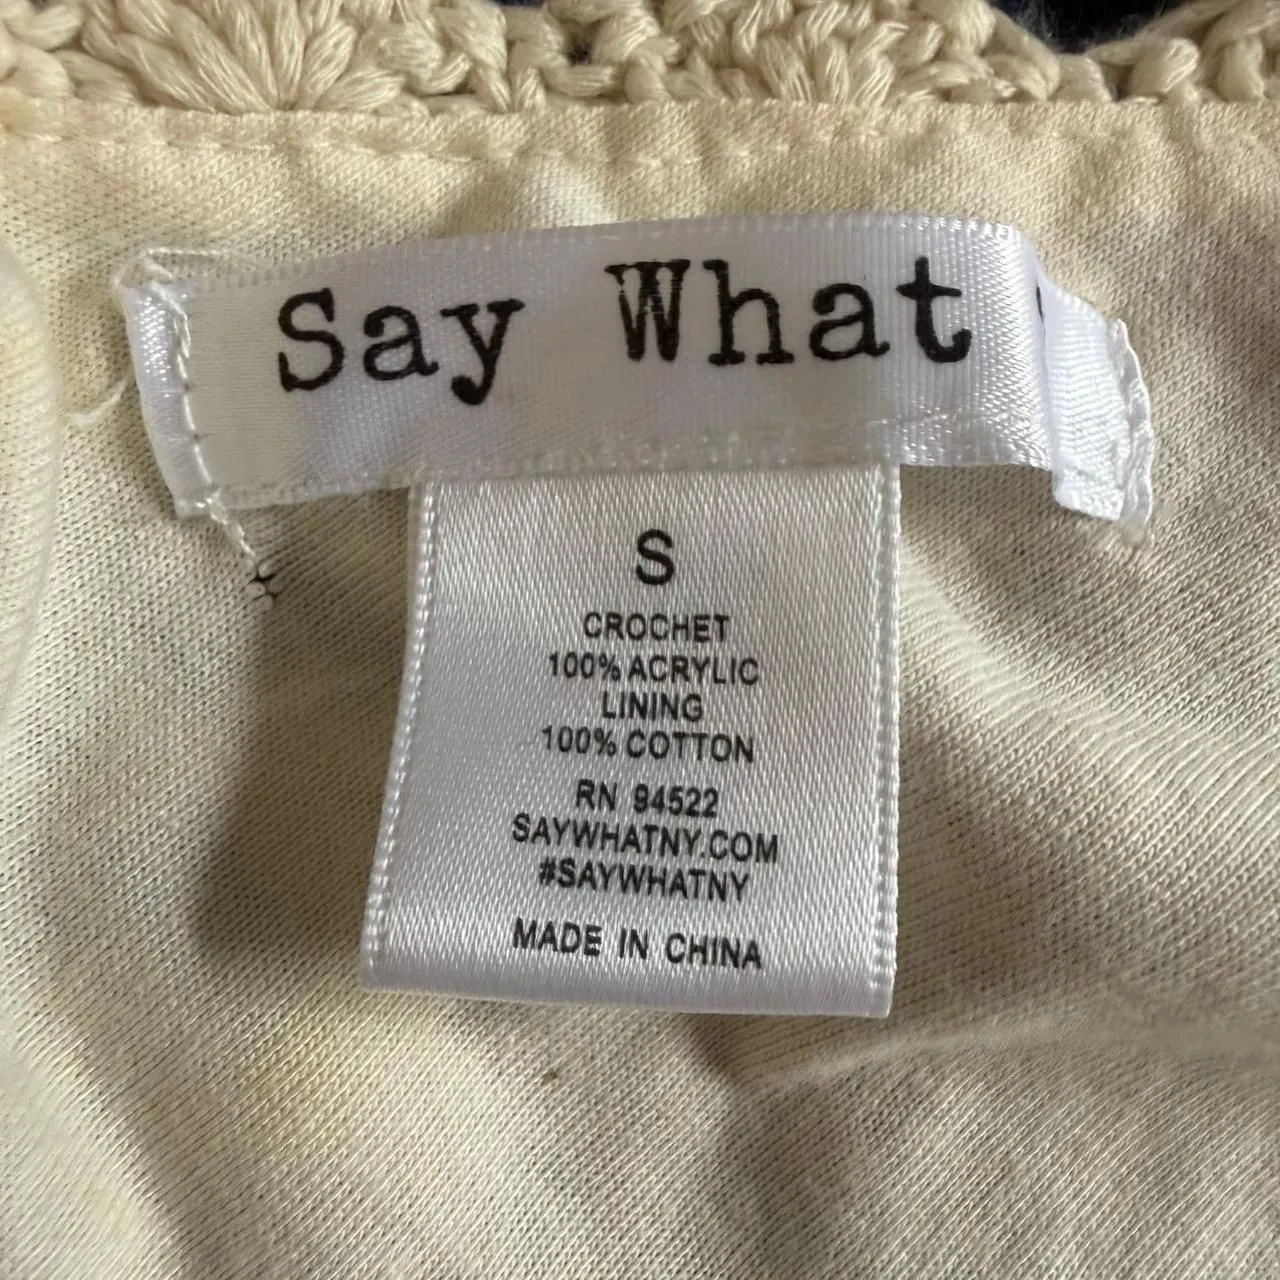 Say What
S
CROCHET
100% ACRYLIC
LINING
100% COTTON
RN 94522
SAYWHATNY.COM
#SAYWHATNY
MADE IN CHINA